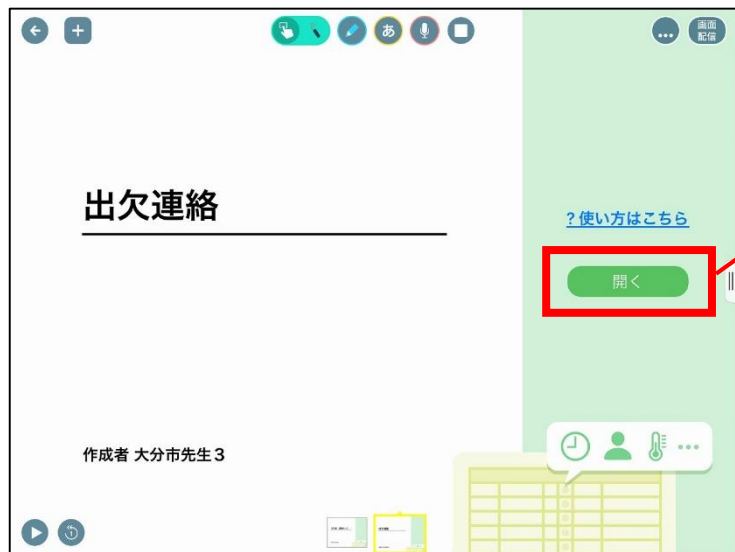 あ
画面
配信
出欠連絡
?使い方はこちら
開く
作成者 大分市先生3